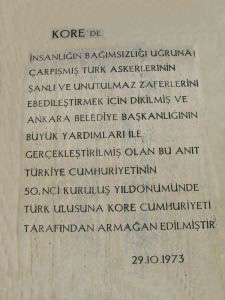 KORE'DE
İNSANLIĞIN BAĞIMSIZLIĞI UĞRUNA
ÇARPIŞMIŞ TÜRK ASKERLERİNİN
ŞANLI VE UNUTULMAZ ZAFERLERİNİ
EBEDİLEŞTİRMEK İÇİN DİKİLMİŞ VE
ANKARA BELEDİYE BAŞKANLIĞININ
BÜYÜK YARDIMLARI İLE
GERÇEKLEŞTİRİLMİŞ OLAN BU ANIT
TÜRKİYE CUMHURİYETİNİN
50.NCİ KURULUŞ YILDÖNÜMÜNDE
TÜRK ULUSUNA KORE CUMHURİYETİ
TARAFINDAN ARMAĞAN EDİLMİŞTİR
29.10.1973